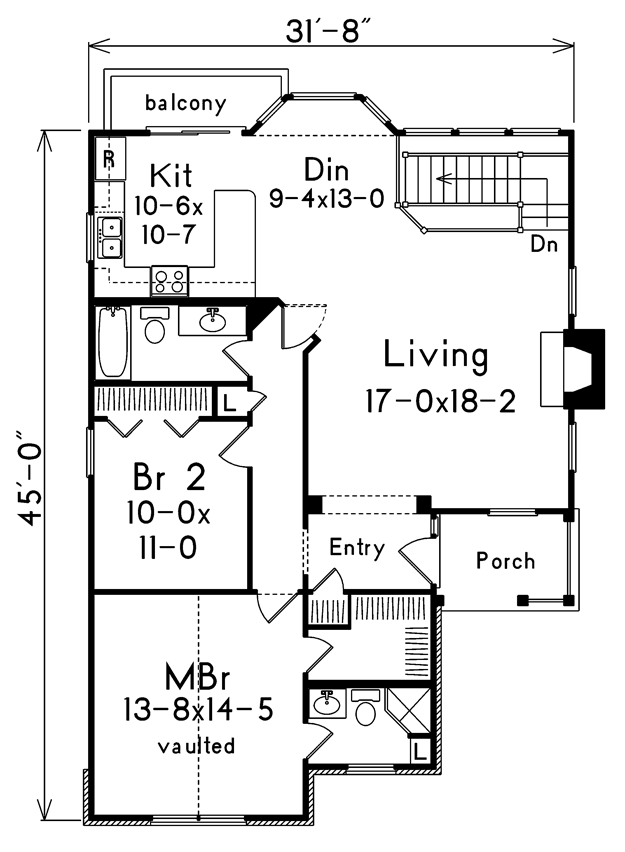 31'-8"
balcony
R
Kit
10-6x
10-7
Din
9-4x13-0
Dn
Living
17-0x18-2
L
45'-0"
Br 2
10-0x
11-0
Entry
Porch
MBr
13-8x14-5
vaulted
L